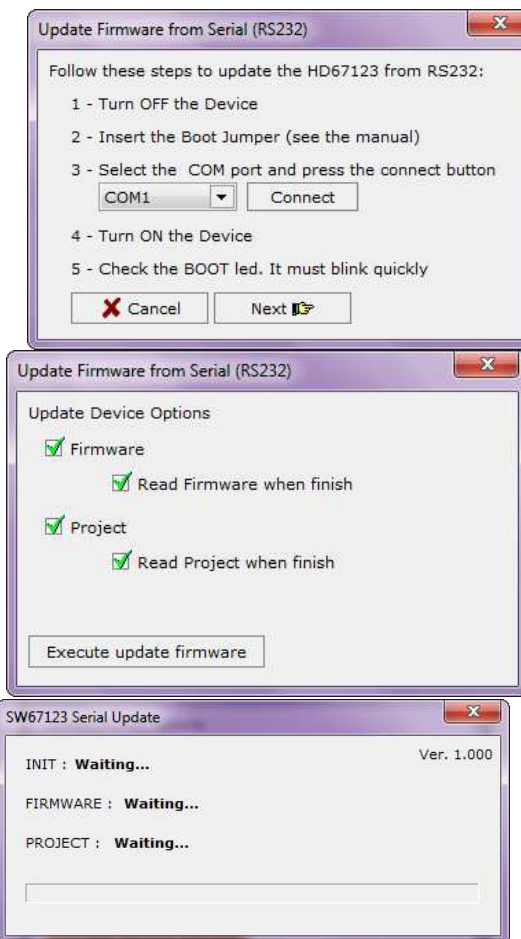 Update Firmware from Serial (RS232)
Follow these steps to update the HD67123 from RS232:
1 - Turn OFF the Device
2 - Insert the Boot Jumper (see the manual)
3 - Select the COM port and press the connect button
COM1 Connect
4 - Turn ON the Device
5 - Check the BOOT led. It must blink quickly
Cancel Next
Update Firmware from Serial (RS232)
Update Device Options
Firmware
Read Firmware when finish
Project
Read Project when finish
Execute update firmware
SW67123 Serial Update
Ver. 1.000
INIT : Waiting...
FIRMWARE : Waiting...
PROJECT : Waiting...